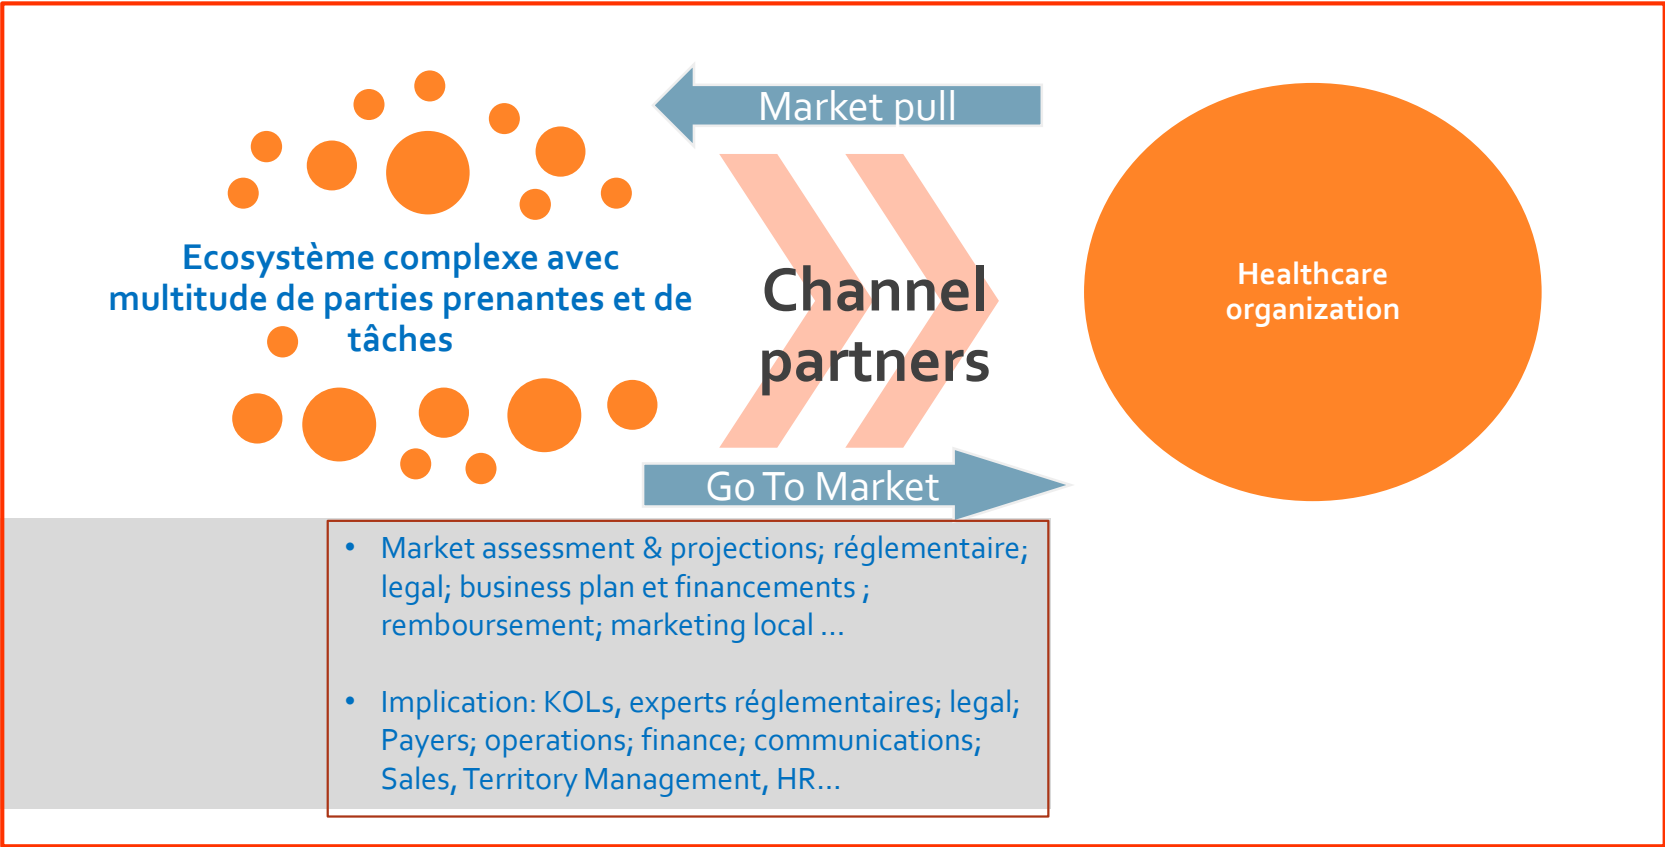 Market pull
Ecosystème complexe avec
multitude de parties prenantes et de
tâches
Channel
partners
Healthcare
organization
Go To Market
• Market assessment & projections; réglementaire;
legal; business plan et financements ;
remboursement; marketing local ...
• Implication: KOLs, experts réglementaires; legal;
Payers; operations; finance; communications;
Sales, Territory Management, HR...